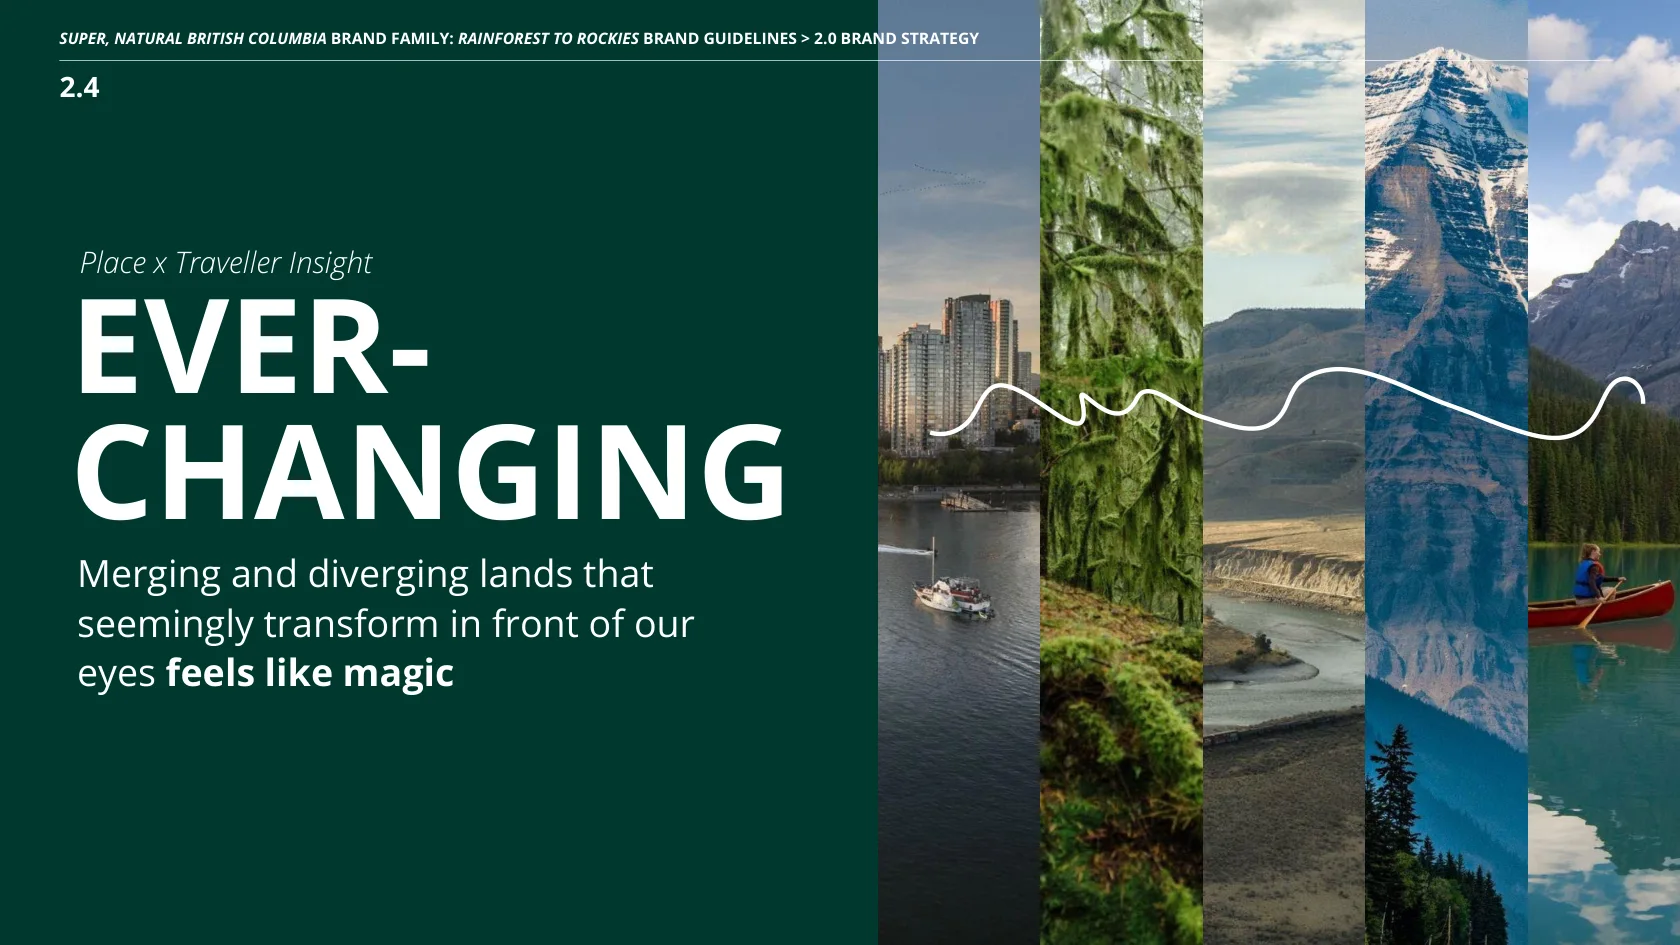 SUPER, NATURAL BRITISH COLUMBIA BRAND FAMILY: RAINFOREST TO ROCKIES BRAND GUIDELINES > 2.0 BRAND STRATEGY
2.4
Place x Traveller Insight
EVER-
CHANGING
Merging and diverging lands that
seemingly transform in front of our
eyes feels like magic